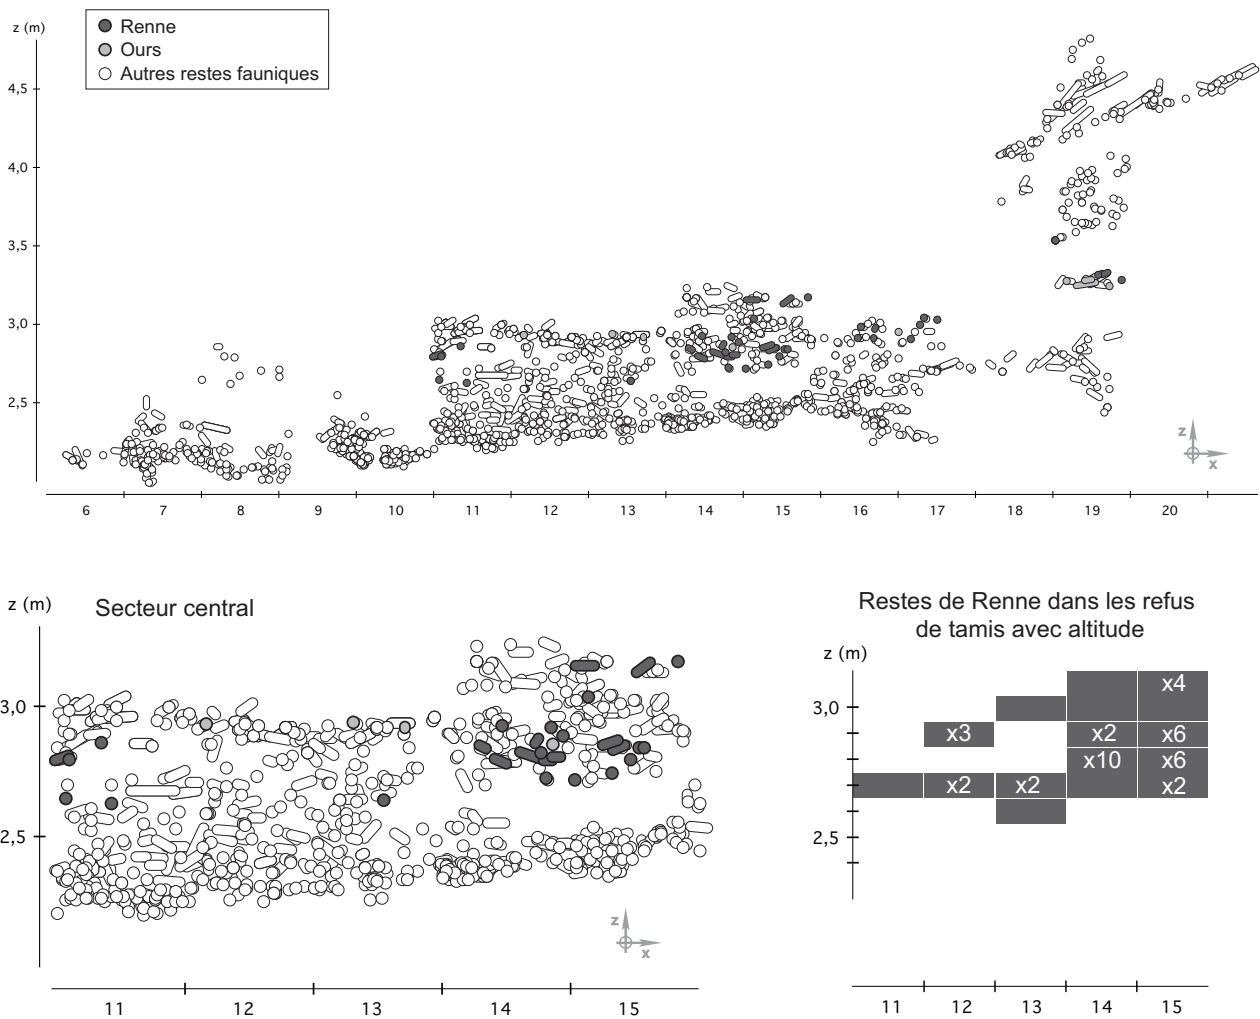 z (m)
Renne
Ours
Autres restes fauniques
4,5
4,0
3,5
3,0
2,5
z
x
6 7 8 9 10 11 12 13 14 15 16 17 18 19 20
z (m)
Secteur central
3,0
2,5
z
x
11 12 13 14 15
Restes de Renne dans les refus
de tamis avec altitude
z (m)
x4
3,0
x3 x2 x6
x10 x6
x2 x2 x2
2,5
11 12 13 14 15